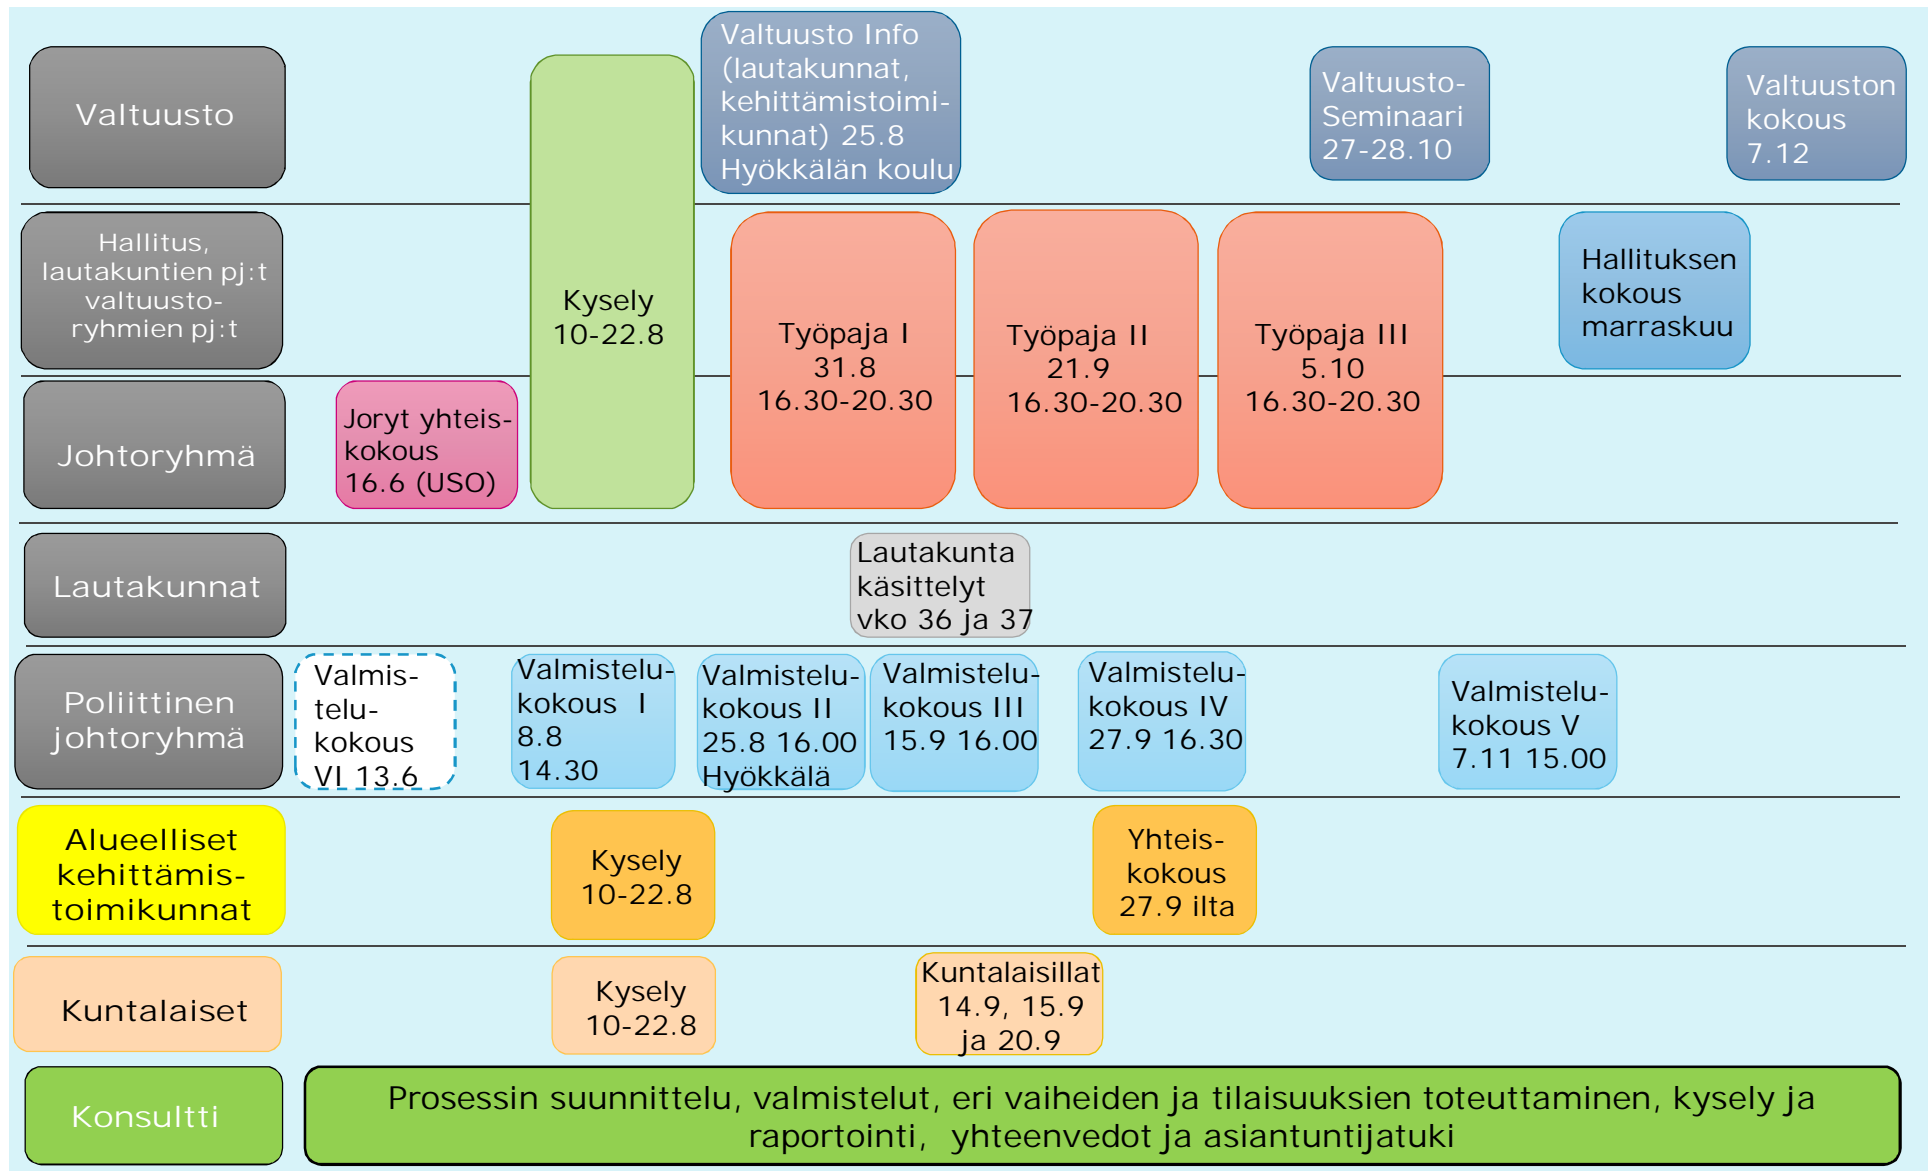 Valtuusto
Valtuusto Info
(lautakunnat,
kehittämistoimi-
kunnat) 25.8
Hyökkälän koulu
Valtuusto-
Seminaari
27-28.10
Valtuuston
kokous
7.12
Hallitus,
lautakuntien pj:t
valtuusto-
ryhmien pj:t
Kysely
10-22.8
Työpaja I
31.8
16.30-20.30
Työpaja II
21.9
16.30-20.30
Työpaja III
5.10
16.30-20.30
Hallituksen
kokous
marraskuu
Johtoryhmä
Joryt yhteis-
kokous
16.6 (USO)
Lautakunnat
Lautakunta
käsittelyt
vko 36 ja 37
Poliittinen
johtoryhmä
Valmis-
telu-
kokous
VI 13.6
Valmistelu-
kokous I
8.8
14.30
Valmistelu-
kokous II
25.8 16.00
Hyökkälä
Valmistelu-
kokous III
15.9 16.00
Valmistelu-
kokous IV
27.9 16.30
Valmistelu-
kokous V
7.11 15.00
Alueelliset
kehittämis-
toimikunnat
Kysely
10-22.8
Yhteis-
kokous
27.9 ilta
Kuntalaiset
Kysely
10-22.8
Kuntalaisillat
14.9, 15.9
ja 20.9
Konsultti
Prosessin suunnittelu, valmistelut, eri vaiheiden ja tilaisuuksien toteuttaminen, kysely ja
raportointi, yhteenvedot ja asiantuntijatuki